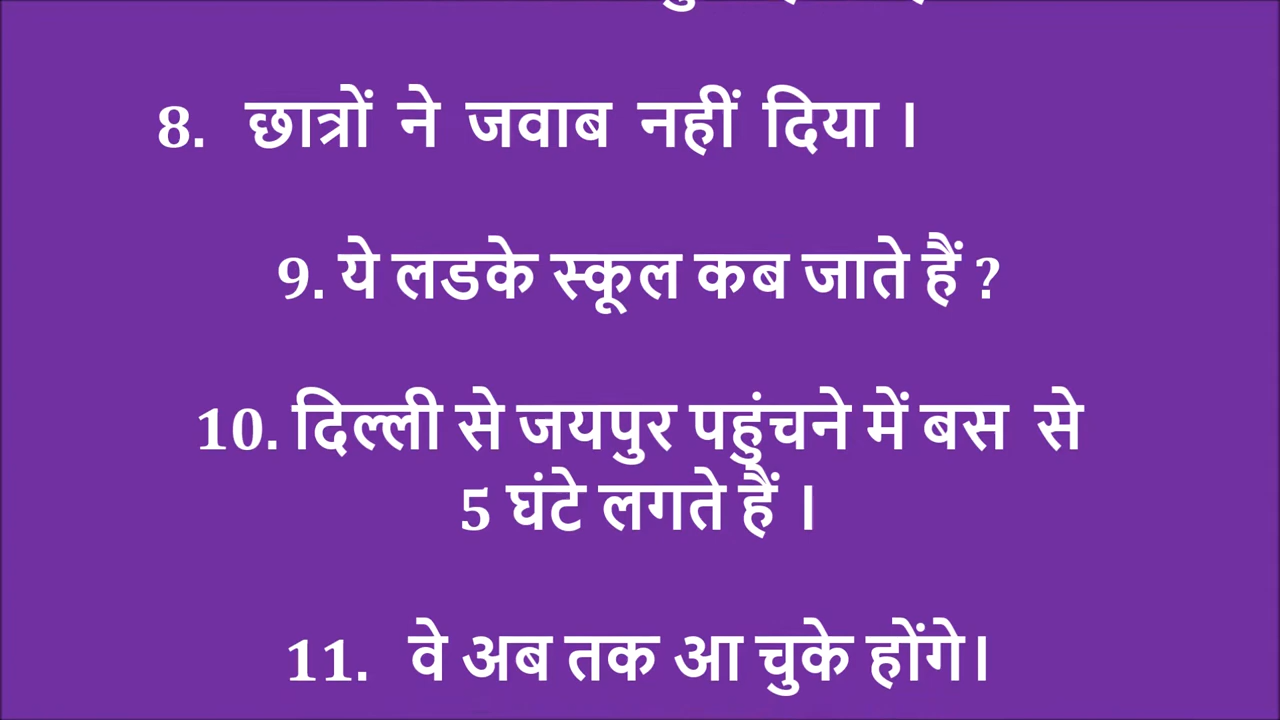 8. छात्रों ने जवाब नहीं दिया ।
9. ये लडके स्कूल कब जाते हैं ?
10. दिल्ली से जयपुर पहुंचने में बस से
5 घंटे लगते हैं ।
11. वे अब तक आ चुके होंगे।